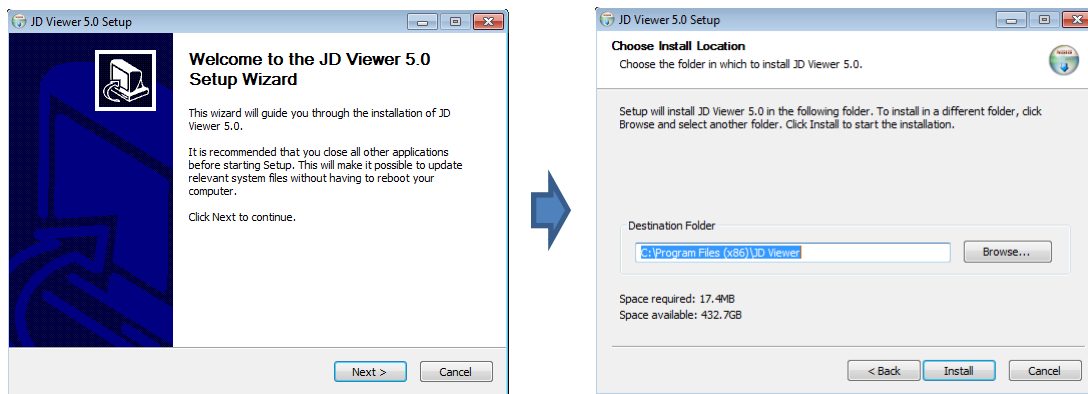 JD Viewer 5.0 Setup
Welcome to the JD Viewer 5.0
Setup Wizard
This wizard will guide you through the installation of JD
Viewer 5.0.
It is recommended that you close all other applications
before starting Setup. This will make it possible to update
relevant system files without having to reboot your
computer.
Click Next to continue.
Next >
Cancel
JD Viewer 5.0 Setup
Choose Install Location
Choose the folder in which to install JD Viewer 5.0.
Setup will install JD Viewer 5.0 in the following folder. To install in a different folder, click
Browse and select another folder. Click Install to start the installation.
Destination Folder
C:\Program Files (x86)\JD Viewer
Browse...
Space required: 17.4MB
Space available: 432.7GB
< Back
Install
Cancel